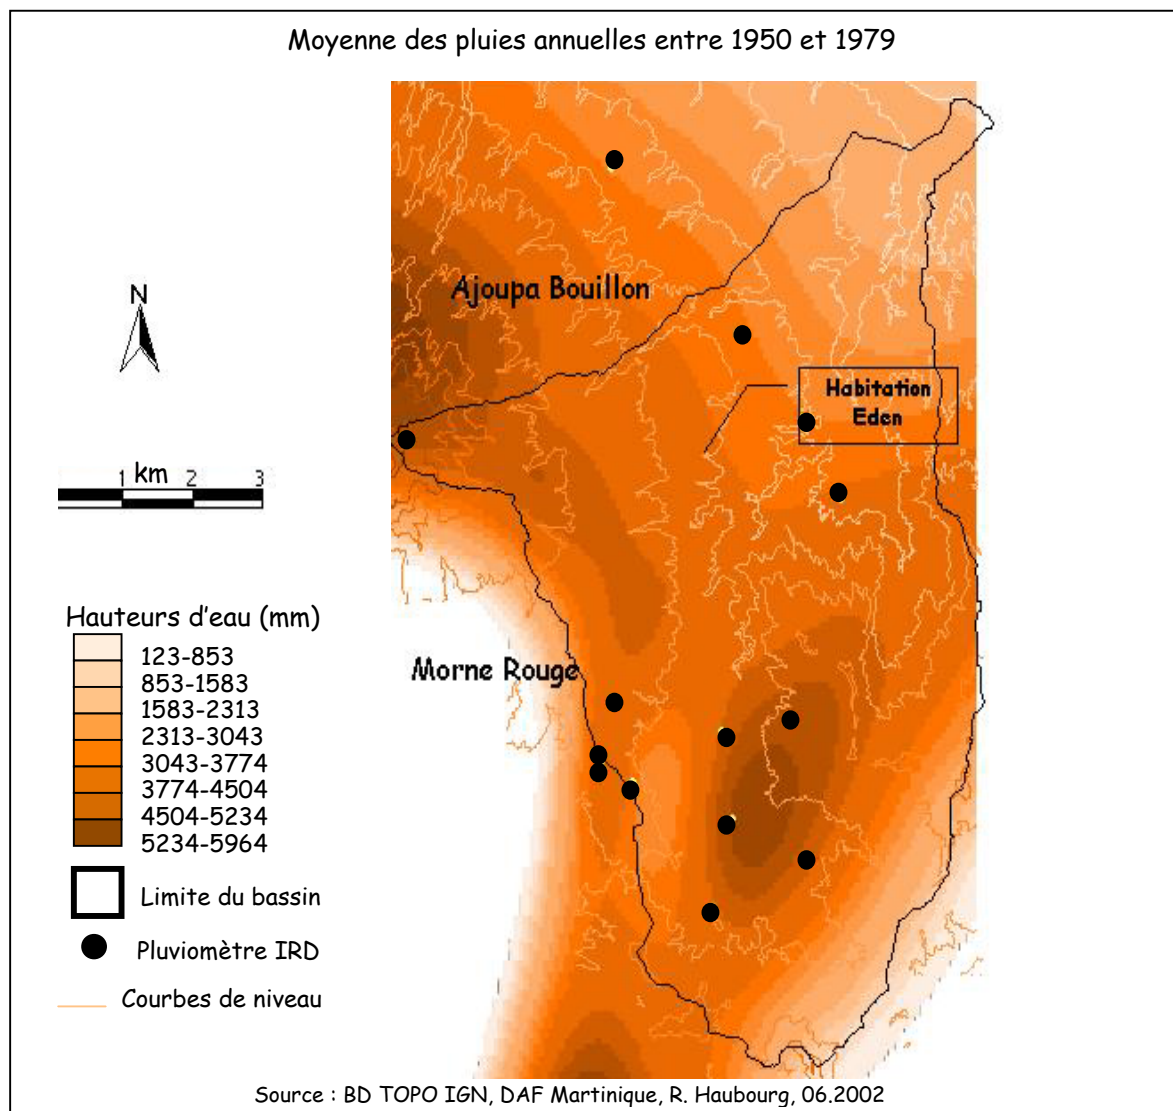 Moyenne des pluies annuelles entre 1950 et 1979
Ajoupa Bouillon
N
Habitation
Eden
1 km 2 3
Hauteurs d'eau (mm)
Morne Rouge
123-853
853-1583
1583-2313
2313-3043
3043-3774
3774-4504
4504-5234
5234-5964
Limite du bassin
Pluviomètre IRD
Courbes de niveau
Source : BD TOPO IGN, DAF Martinique, R. Haubourg, 06.2002